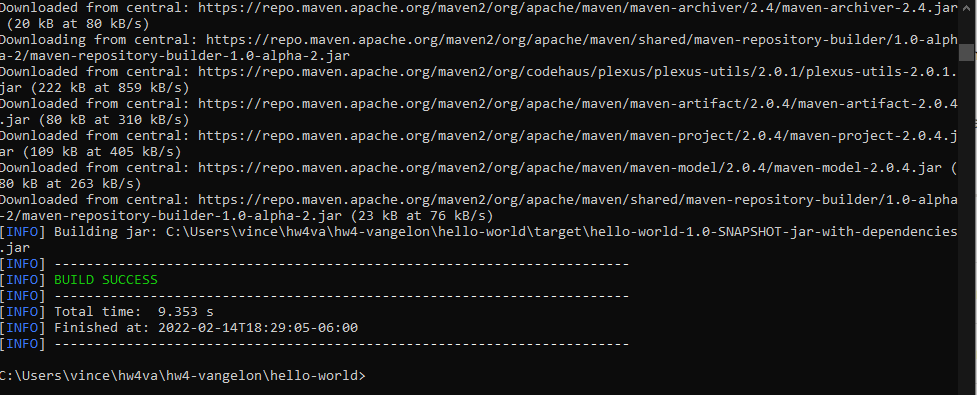 Downloaded from central: https://repo.maven.apache.org/maven2/org/apache/maven/maven-archiver/2.4/maven-archiver-2.4.jar
(20 kB at 80 kB/s)
Downloading from central: https://repo.maven.apache.org/maven2/org/apache/maven/shared/maven-repository-builder/1.0-alph
a-2/maven-repository-builder-1.0-alpha-2.jar
Downloaded from central: https://repo.maven.apache.org/maven2/org/codehaus/plexus/plexus-utils/2.0.1/plexus-utils-2.0.1.
jar (222 kB at 859 kB/s)
Downloaded from central: https://repo.maven.apache.org/maven2/org/apache/maven/maven-artifact/2.0.4/maven-artifact-2.0.4
.jar (80 kB at 310 kB/s)
Downloaded from central: https://repo.maven.apache.org/maven2/org/apache/maven/maven-project/2.0.4/maven-project-2.0.4.j
ar (109 kB at 405 kB/s)
Downloaded from central: https://repo.maven.apache.org/maven2/org/apache/maven/maven-model/2.0.4/maven-model-2.0.4.jar (
80 kB at 263 kB/s)
Downloaded from central: https://repo.maven.apache.org/maven2/org/apache/maven/shared/maven-repository-builder/1.0-alpha
-2/maven-repository-builder-1.0-alpha-2.jar (23 kB at 76 kB/s)
[INFO] Building jar: C:\Users\vince\hw4va\hw4-vangelon\hello-world\target\hello-world-1.0-SNAPSHOT-jar-with-dependencies
.jar
[INFO] ------------------------------------------------------------------------
[INFO] BUILD SUCCESS
[INFO] ------------------------------------------------------------------------
[INFO] Total time:  9.353 s
[INFO] Finished at: 2022-02-14T18:29:05-06:00
[INFO] ------------------------------------------------------------------------
C:\Users\vince\hw4va\hw4-vangelon\hello-world>